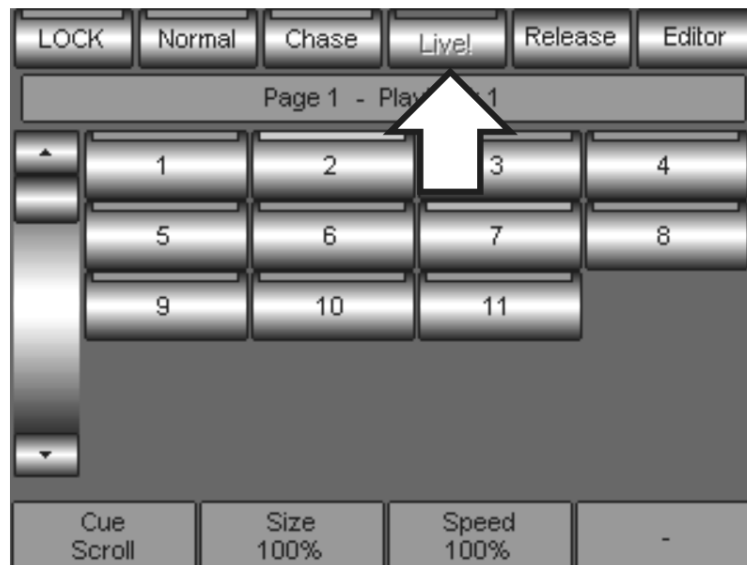 LOCK Normal Chase Live! Release Editor
Page 1 - 1
1 2 3 4
5 6 7 8
9 10 11
Cue Size Speed -
Scroll 100% 100%